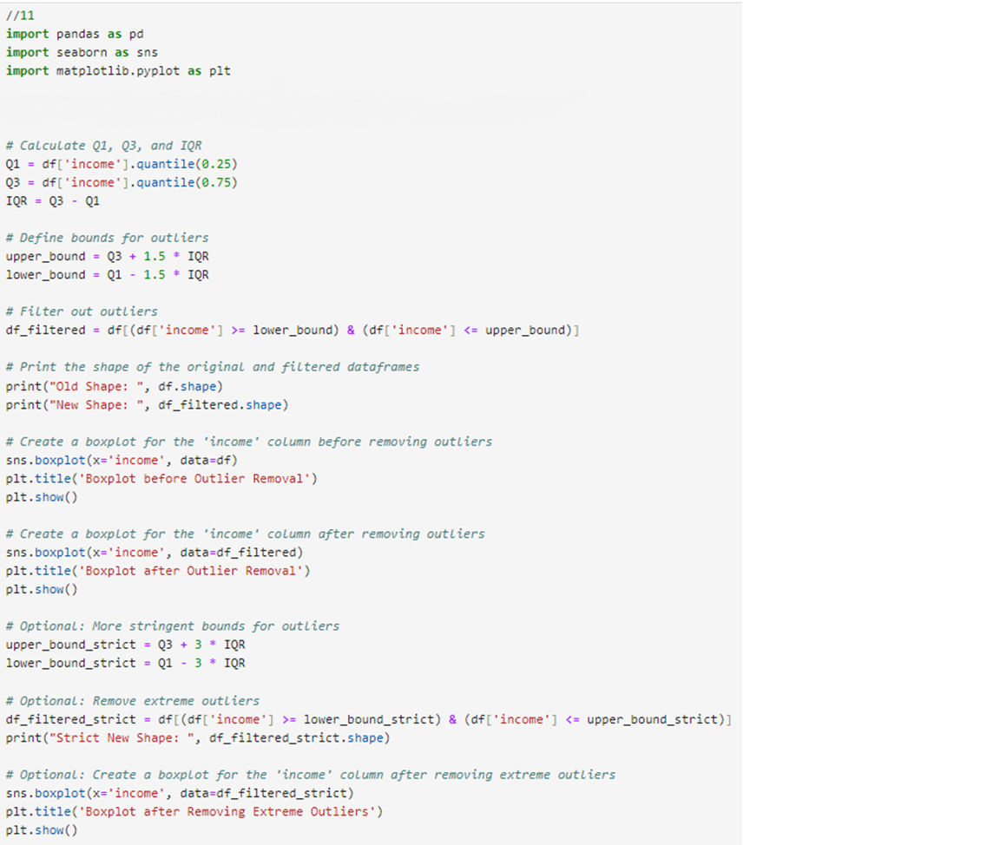 //11
import pandas as pd
import seaborn as sns
import matplotlib.pyplot as plt
# Calculate Q1, Q3, and IQR
Q1 = df['income'].quantile(0.25)
Q3 = df['income'].quantile(0.75)
IQR = Q3 - Q1
# Define bounds for outliers
upper_bound = Q3 + 1.5 * IQR
lower_bound = Q1 - 1.5 * IQR
# Filter out outliers
df_filtered = df[(df['income'] >= lower_bound) & (df['income'] <= upper_bound)]
# Print the shape of the original and filtered dataframes
print("Old Shape: ", df.shape)
print("New Shape: ", df_filtered.shape)
# Create a boxplot for the 'income' column before removing outliers
sns.boxplot(x='income', data=df)
plt.title('Boxplot before Outlier Removal')
plt.show()
# Create a boxplot for the 'income' column after removing outliers
sns.boxplot(x='income', data=df_filtered)
plt.title('Boxplot after Outlier Removal')
plt.show()
# Optional: More stringent bounds for outliers
upper_bound_strict = Q3 + 3 * IQR
lower_bound_strict = Q1 - 3 * IQR
# Optional: Remove extreme outliers
df_filtered_strict = df[(df['income'] >= lower_bound_strict) & (df['income'] <= upper_bound_strict)]
print("Strict New Shape: ", df_filtered_strict.shape)
# Optional: Create a boxplot for the 'income' column after removing extreme outliers
sns.boxplot(x='income', data=df_filtered_strict)
plt.title('Boxplot after Removing Extreme Outliers')
plt.show()